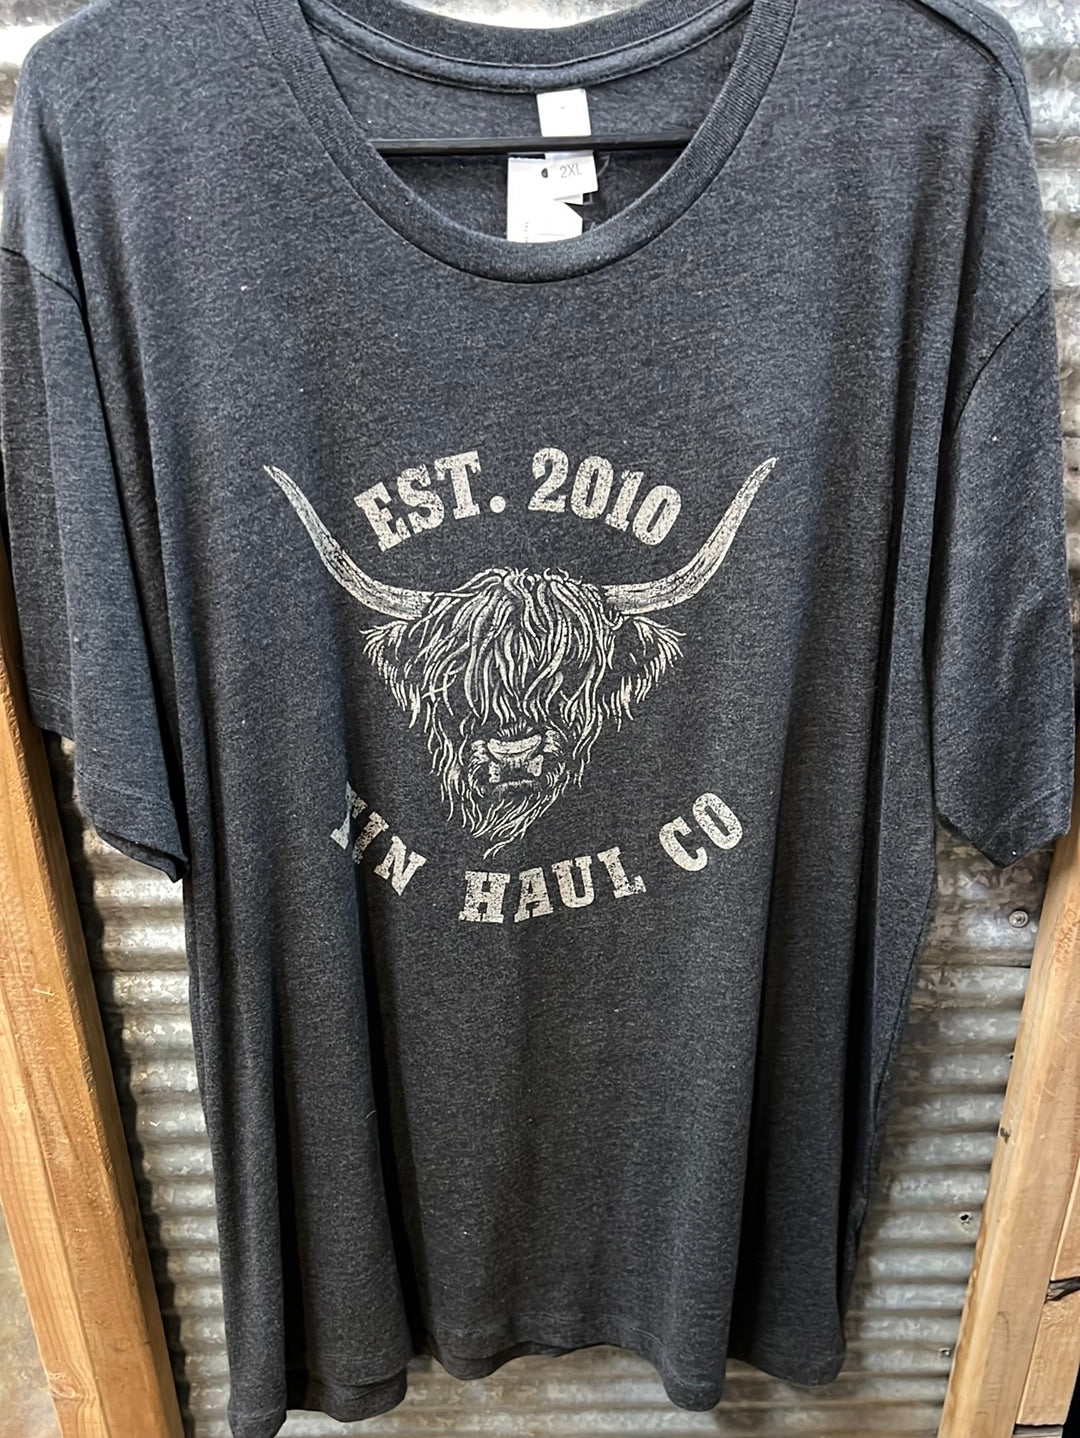 2XL
EST. 2010
HAUL CO